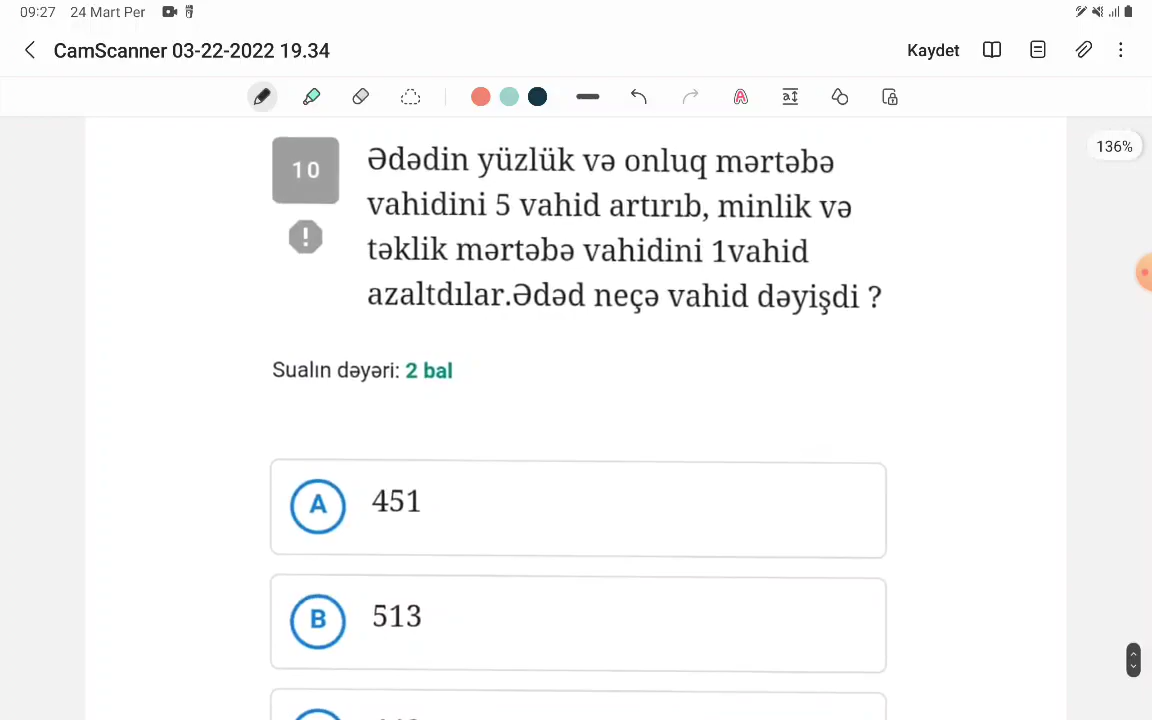 09:27 24 Mart Per
CamScanner 03-22-2022 19.34
Kaydet
136%
10
Ədədin yüzlük və onluq mərtəbə
vahidini 5 vahid artırıb, minlik və
təklik mərtəbə vahidini 1vahid
azaltdılar.Ədəd neçə vahid dəyişdi ?
!
Sualın dəyəri: 2 bal
A 451
B 513